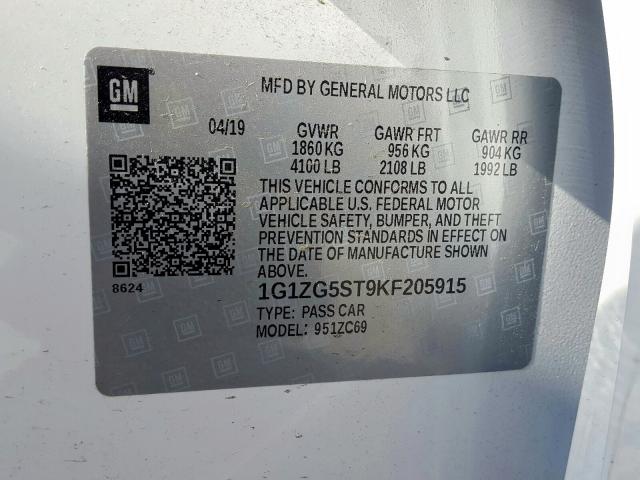 GM
MFD BY GENERAL MOTORS LLC
04/19 GVWR GAWR FRT GAWR RR
1860 KG 956 KG 904 KG
4100 LB 2108 LB 1992 LB
THIS VEHICLE CONFORMS TO ALL
APPLICABLE U.S. FEDERAL MOTOR
VEHICLE SAFETY, BUMPER, AND THEFT
PREVENTION STANDARDS IN EFFECT ON
THE DATE OF MANUFACTURE SHOWN
ABOVE.
8624
1G1ZG5ST9KF205915
TYPE: PASS CAR
MODEL: 951ZC69